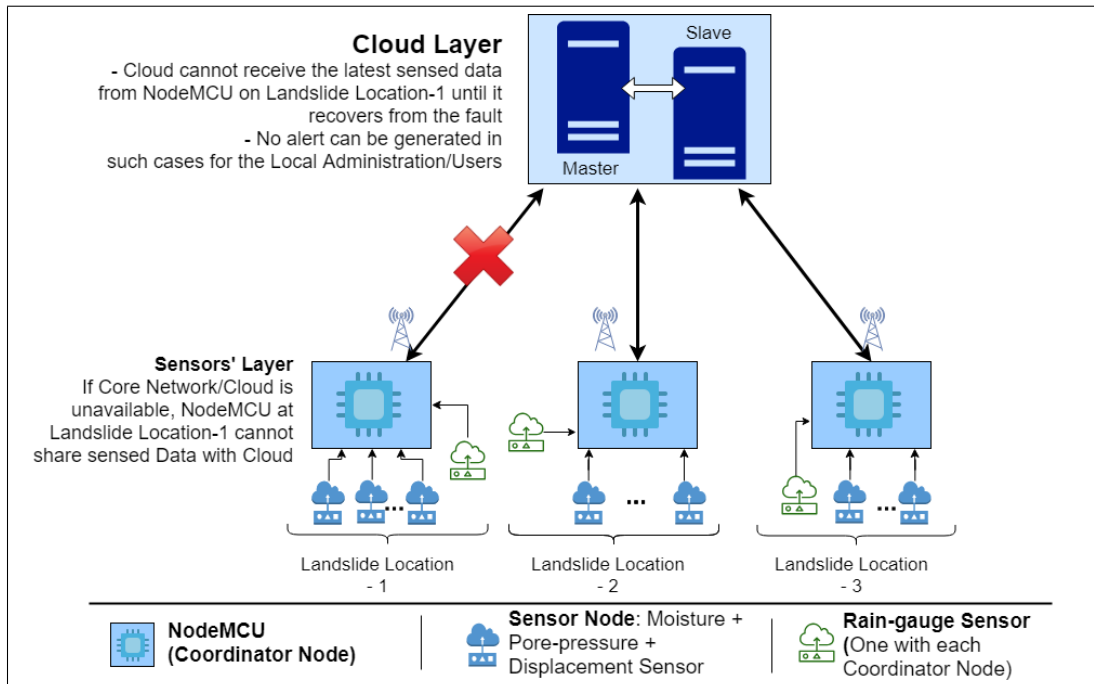 Cloud Layer
- Cloud cannot receive the latest sensed data
from NodeMCU on Landslide Location-1 until it
recovers from the fault
- No alert can be generated in
such cases for the Local Administration/Users
Slave
Master
Sensors' Layer
If Core Network/Cloud is
unavailable, NodeMCU at
Landslide Location-1 cannot
share sensed Data with Cloud
...
...
...
Landslide Location
- 1
Landslide Location
- 2
Landslide Location
- 3
NodeMCU
(Coordinator Node)
Sensor Node: Moisture +
Pore-pressure +
Displacement Sensor
Rain-gauge Sensor
(One with each
Coordinator Node)